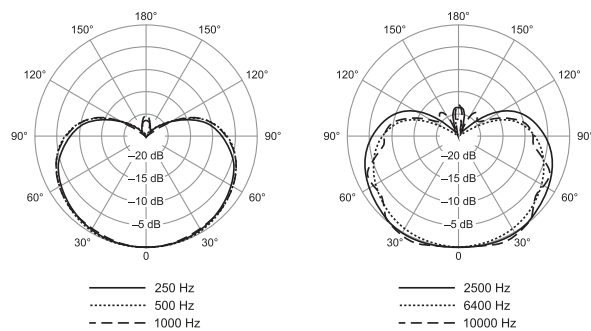 180°
150° 150°
120° 120°
90° 90°
–20 dB
–15 dB
60° 60°
–10 dB
–5 dB
30° 30°
0
250 Hz
500 Hz
1000 Hz
180°
150° 150°
120° 120°
90° 90°
–20 dB
–15 dB
60° 60°
–10 dB
–5 dB
30° 30°
0
2500 Hz
6400 Hz
10000 Hz